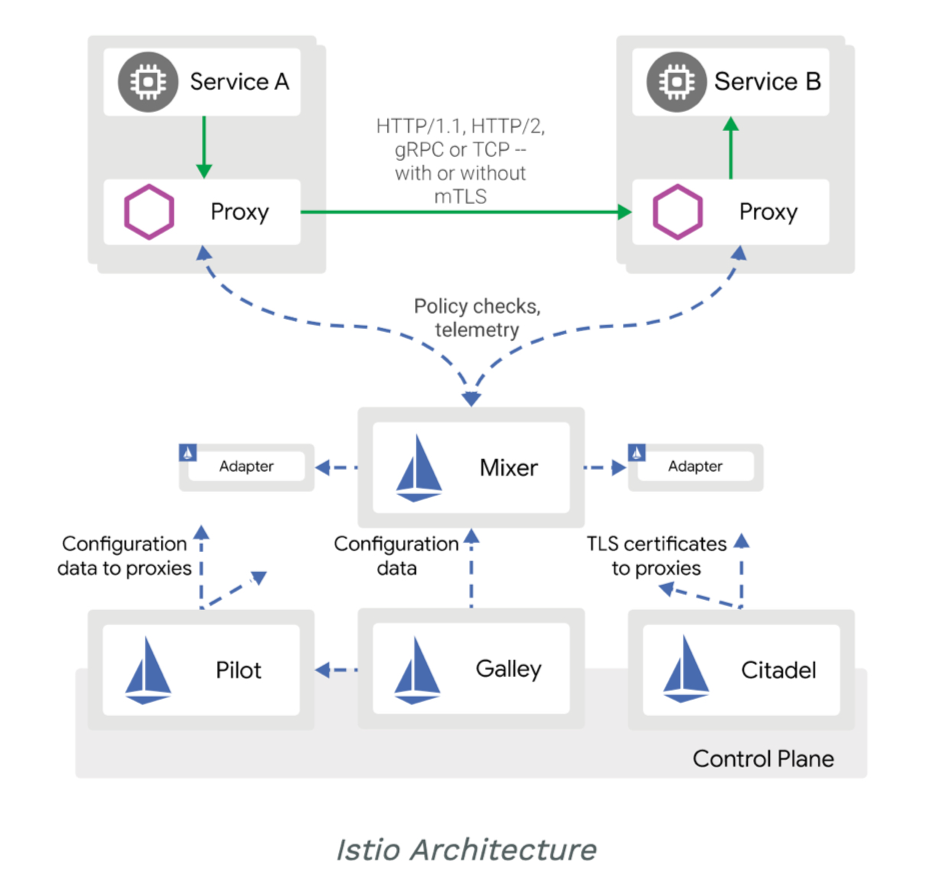 Service A
Service B
HTTP/1.1, HTTP/2,
gRPC or TCP --
with or without
mTLS
Proxy
Proxy
Policy checks,
telemetry
Adapter
Mixer
Adapter
Configuration
data to proxies
Configuration
data
TLS certificates
to proxies
Pilot
Galley
Citadel
Control Plane
Istio Architecture